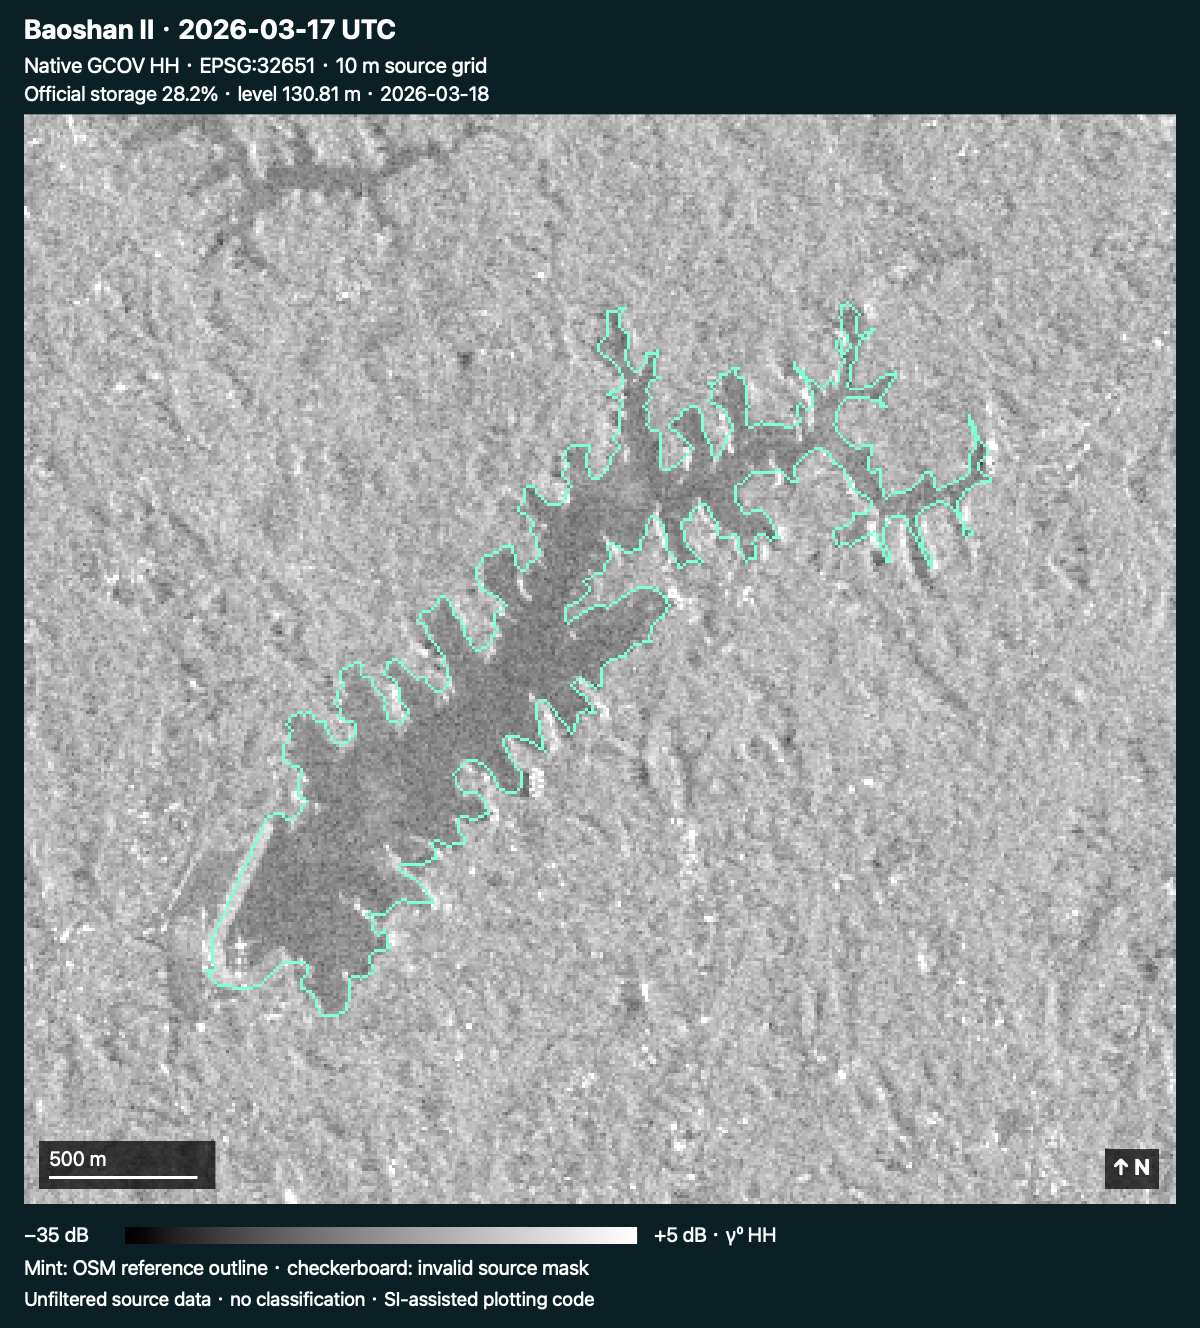 Baoshan II · 2026-03-17 UTC
Native GCOV HH · EPSG:32651 · 10 m source grid
Official storage 28.2% · level 130.81 m · 2026-03-18
500 m
↑ N
−35 dB
+5 dB · γ⁰ HH
Mint: OSM reference outline · checkerboard: invalid source mask
Unfiltered source data · no classification · SI-assisted plotting code